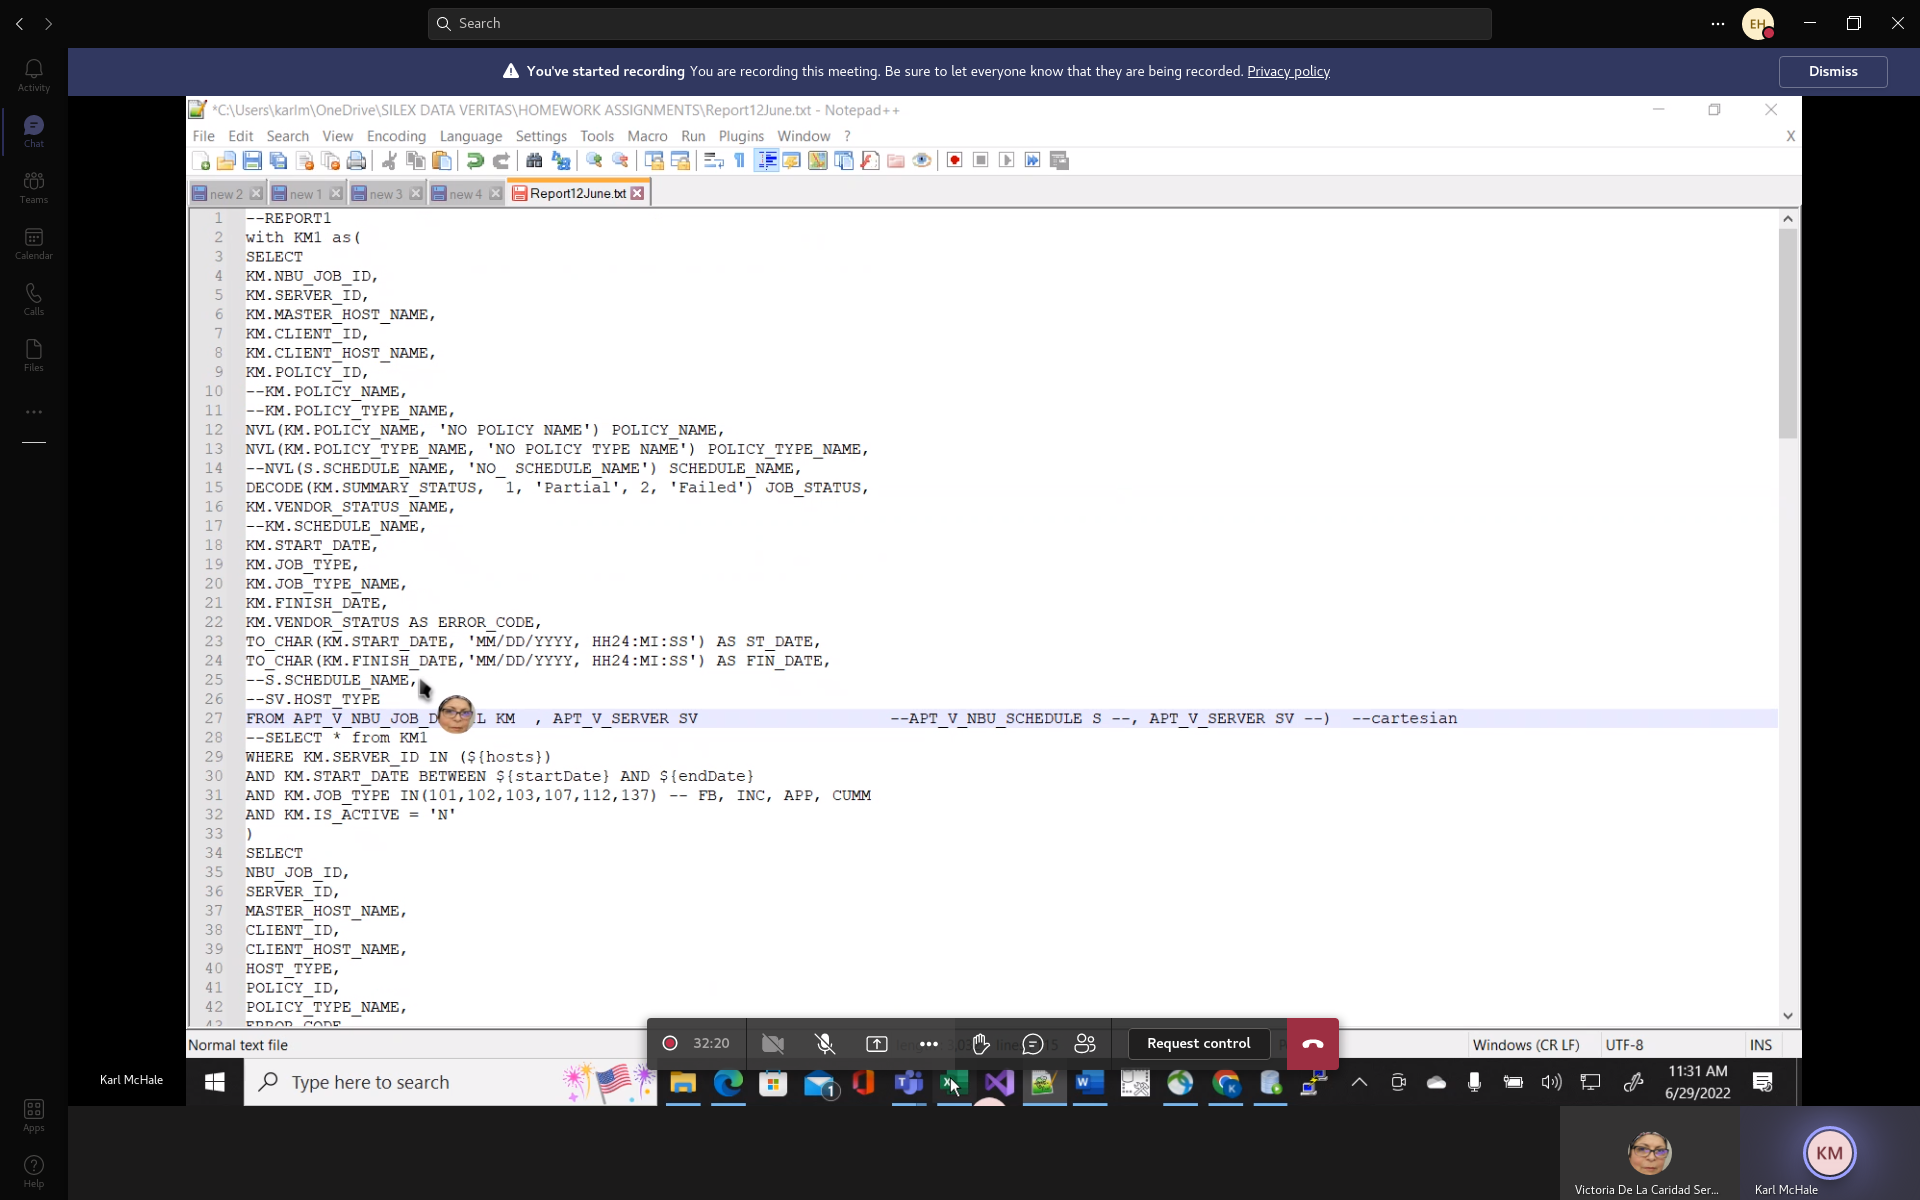 Search
EH
You've started recording You are recording this meeting. Be sure to let everyone know that they are being recorded. Privacy policy
Dismiss
Activity
Chat
Teams
Calendar
Calls
Files
Apps
Help
*C:\Users\karlm\OneDrive\SILEX DATA VERITAS\HOMEWORK ASSIGNMENTS\Report12June.txt - Notepad++
File Edit Search View Encoding Language Settings Tools Macro Run Plugins Window ? X
new 2 new 1 new 3 new 4 Report12June.txt
1 --REPORT1
2 with KM1 as(
3 SELECT
4 KM.NBU_JOB_ID,
5 KM.SERVER_ID,
6 KM.MASTER_HOST_NAME,
7 KM.CLIENT_ID,
8 KM.CLIENT_HOST_NAME,
9 KM.POLICY_ID,
10 --KM.POLICY_NAME,
11 --KM.POLICY_TYPE_NAME,
12 NVL(KM.POLICY_NAME, 'NO POLICY NAME') POLICY_NAME,
13 NVL(KM.POLICY_TYPE_NAME, 'NO POLICY TYPE NAME') POLICY_TYPE_NAME,
14 --NVL(S.SCHEDULE_NAME, 'NO_ SCHEDULE_NAME') SCHEDULE_NAME,
15 DECODE(KM.SUMMARY_STATUS, 1, 'Partial', 2, 'Failed') JOB_STATUS,
16 KM.VENDOR_STATUS_NAME,
17 --KM.SCHEDULE_NAME,
18 KM.START_DATE,
19 KM.JOB_TYPE,
20 KM.JOB_TYPE_NAME,
21 KM.FINISH_DATE,
22 KM.VENDOR_STATUS AS ERROR_CODE,
23 TO_CHAR(KM.START_DATE, 'MM/DD/YYYY, HH24:MI:SS') AS ST_DATE,
24 TO_CHAR(KM.FINISH_DATE,'MM/DD/YYYY, HH24:MI:SS') AS FIN_DATE,
25 --S.SCHEDULE_NAME,
26 --SV.HOST_TYPE
27 FROM APT_V_NBU_JOB_D L KM , APT_V_SERVER SV --APT_V_NBU_SCHEDULE S --, APT_V_SERVER SV --) --cartesian
28 --SELECT * from KM1
29 WHERE KM.SERVER_ID IN (${hosts})
30 AND KM.START_DATE BETWEEN ${startDate} AND ${endDate}
31 AND KM.JOB_TYPE IN(101,102,103,107,112,137) -- FB, INC, APP, CUMM
32 AND KM.IS_ACTIVE = 'N'
33 )
34 SELECT
35 NBU_JOB_ID,
36 SERVER_ID,
37 MASTER_HOST_NAME,
38 CLIENT_ID,
39 CLIENT_HOST_NAME,
40 HOST_TYPE,
41 POLICY_ID,
42 POLICY_TYPE_NAME,
43 ERROR_CODE
Normal text file
32:20
Request control
Windows (CR LF) UTF-8 INS
Karl McHale
Type here to search
1
11:31 AM
6/29/2022
KM
Victoria De La Caridad Ser...
Karl McHale